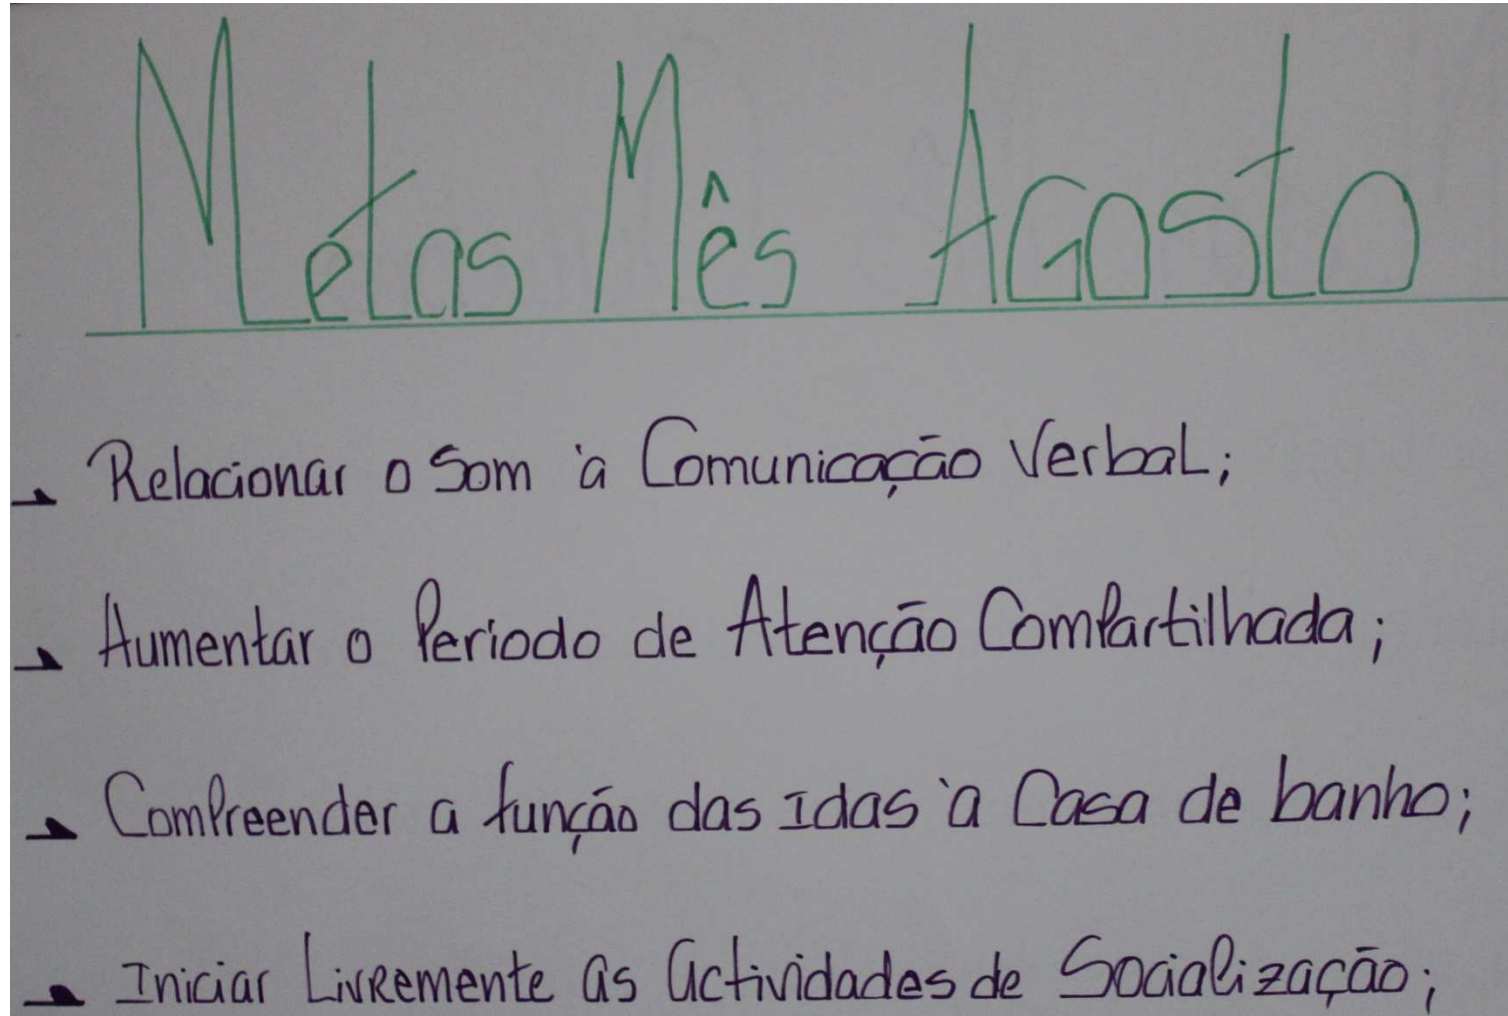 Metas Mês Agosto
Relacionar o Som à Comunicação Verbal;
Aumentar o Período de Atenção Compartilhada;
Compreender a função das Idas à Casa de banho;
Iniciar Livremente as actividades de Socialização;